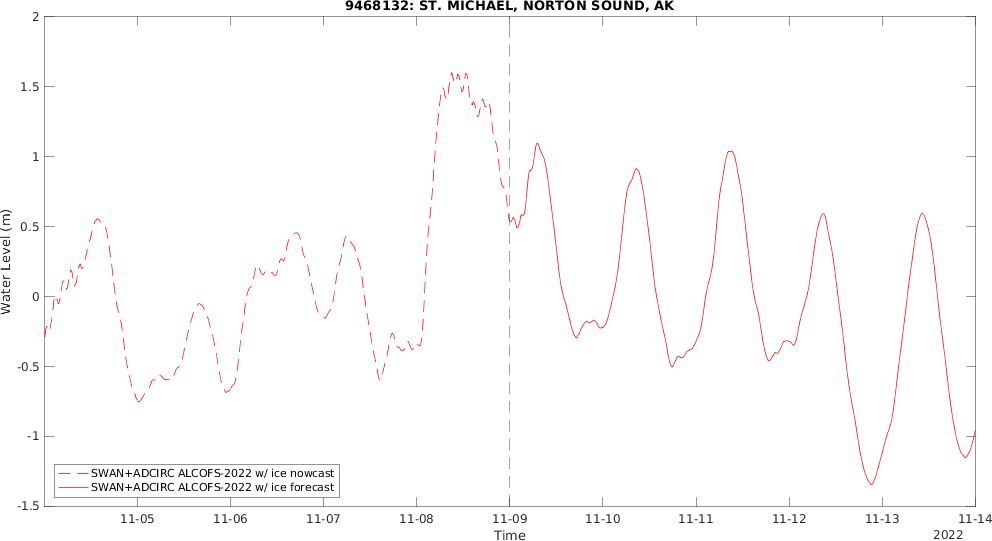 9468132: ST. MICHAEL, NORTON SOUND, AK
2
1.5
1
0.5
0
-0.5
-1
-1.5
Water Level (m)
SWAN+ADCIRC ALCOFS-2022 w/ ice nowcast
SWAN+ADCIRC ALCOFS-2022 w/ ice forecast
11-05 11-06 11-07 11-08 11-09 11-10 11-11 11-12 11-13 11-14
Time
2022